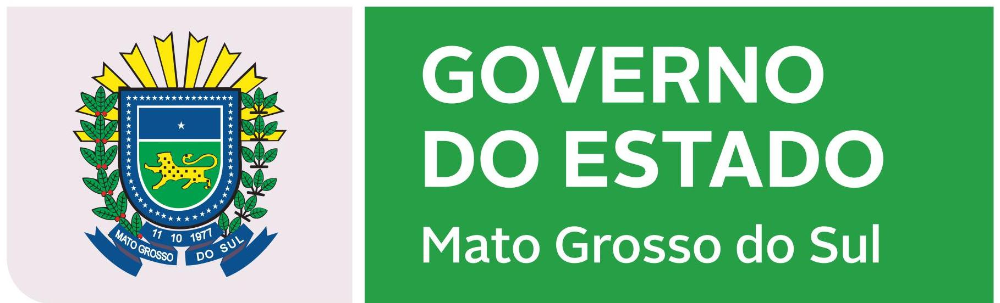 11 10 1977
MATO GROSSO DO SUL
GOVERNO
DO ESTADO
Mato Grosso do Sul